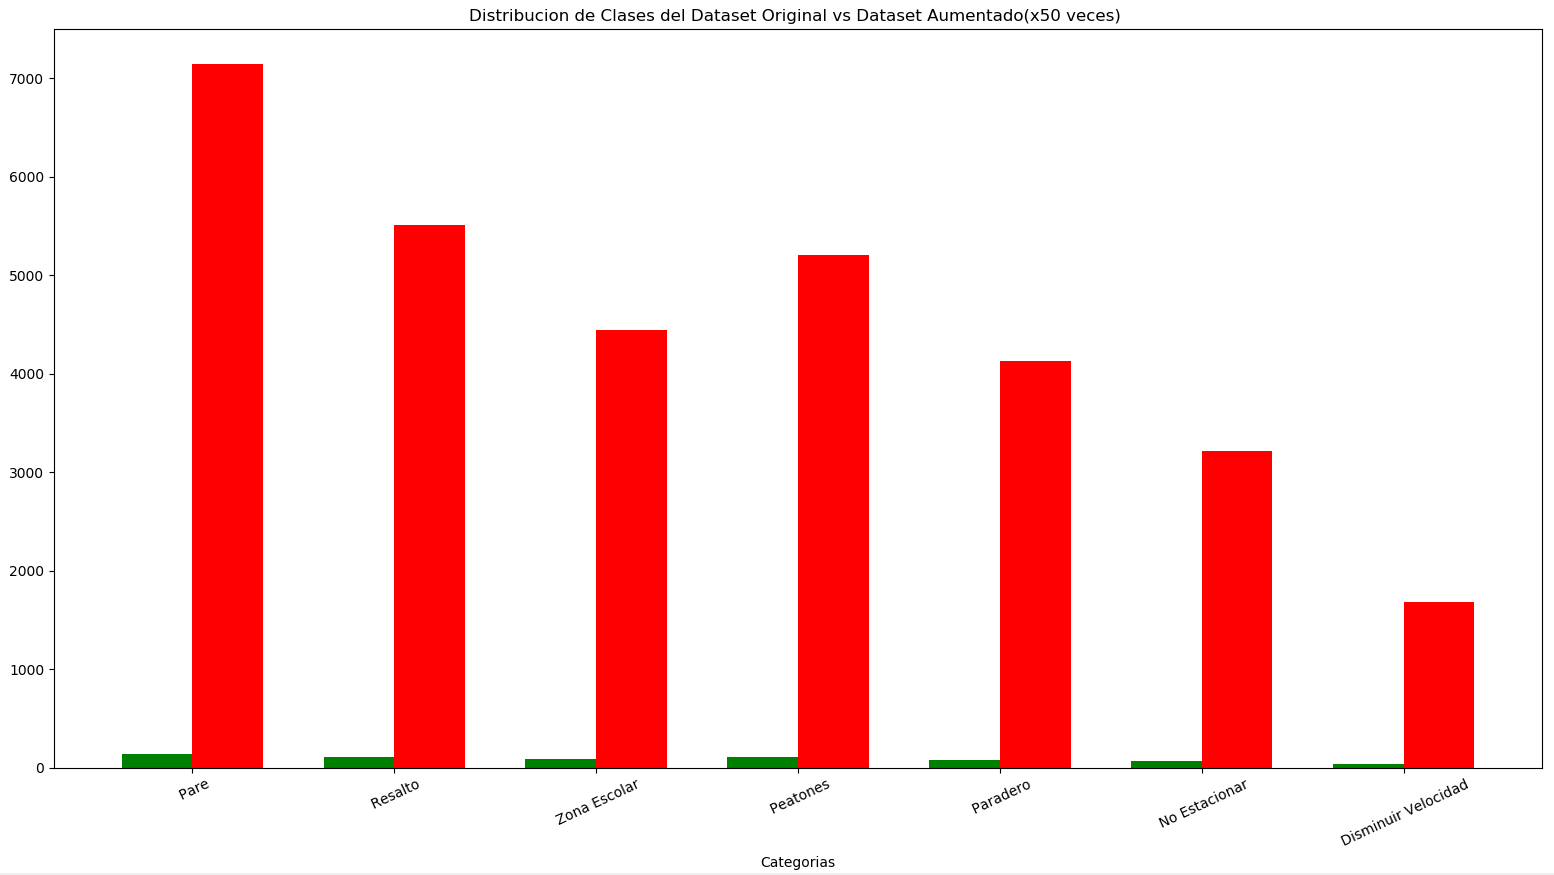 Distribucion de Clases del Dataset Original vs Dataset Aumentado(x50 veces)
7000
6000
5000
4000
3000
2000
1000
0
Pare
Resalto
Zona Escolar
Peatones
Paradero
No Estacionar
Disminuir Velocidad
Categorias